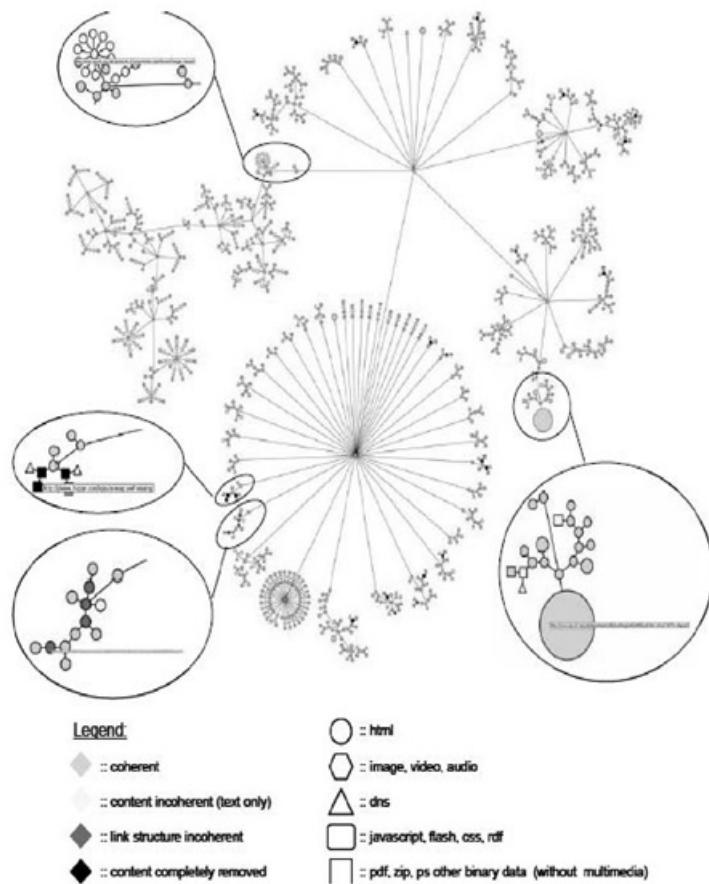 Legend:
:: coherent
:: content incoherent (text only)
:: link structure incoherent
:: content completely removed
:: html
:: image, video, audio
:: dns
:: javascript, flash, css, rdf
:: pdf, zip, ps other binary data (without multimedia)